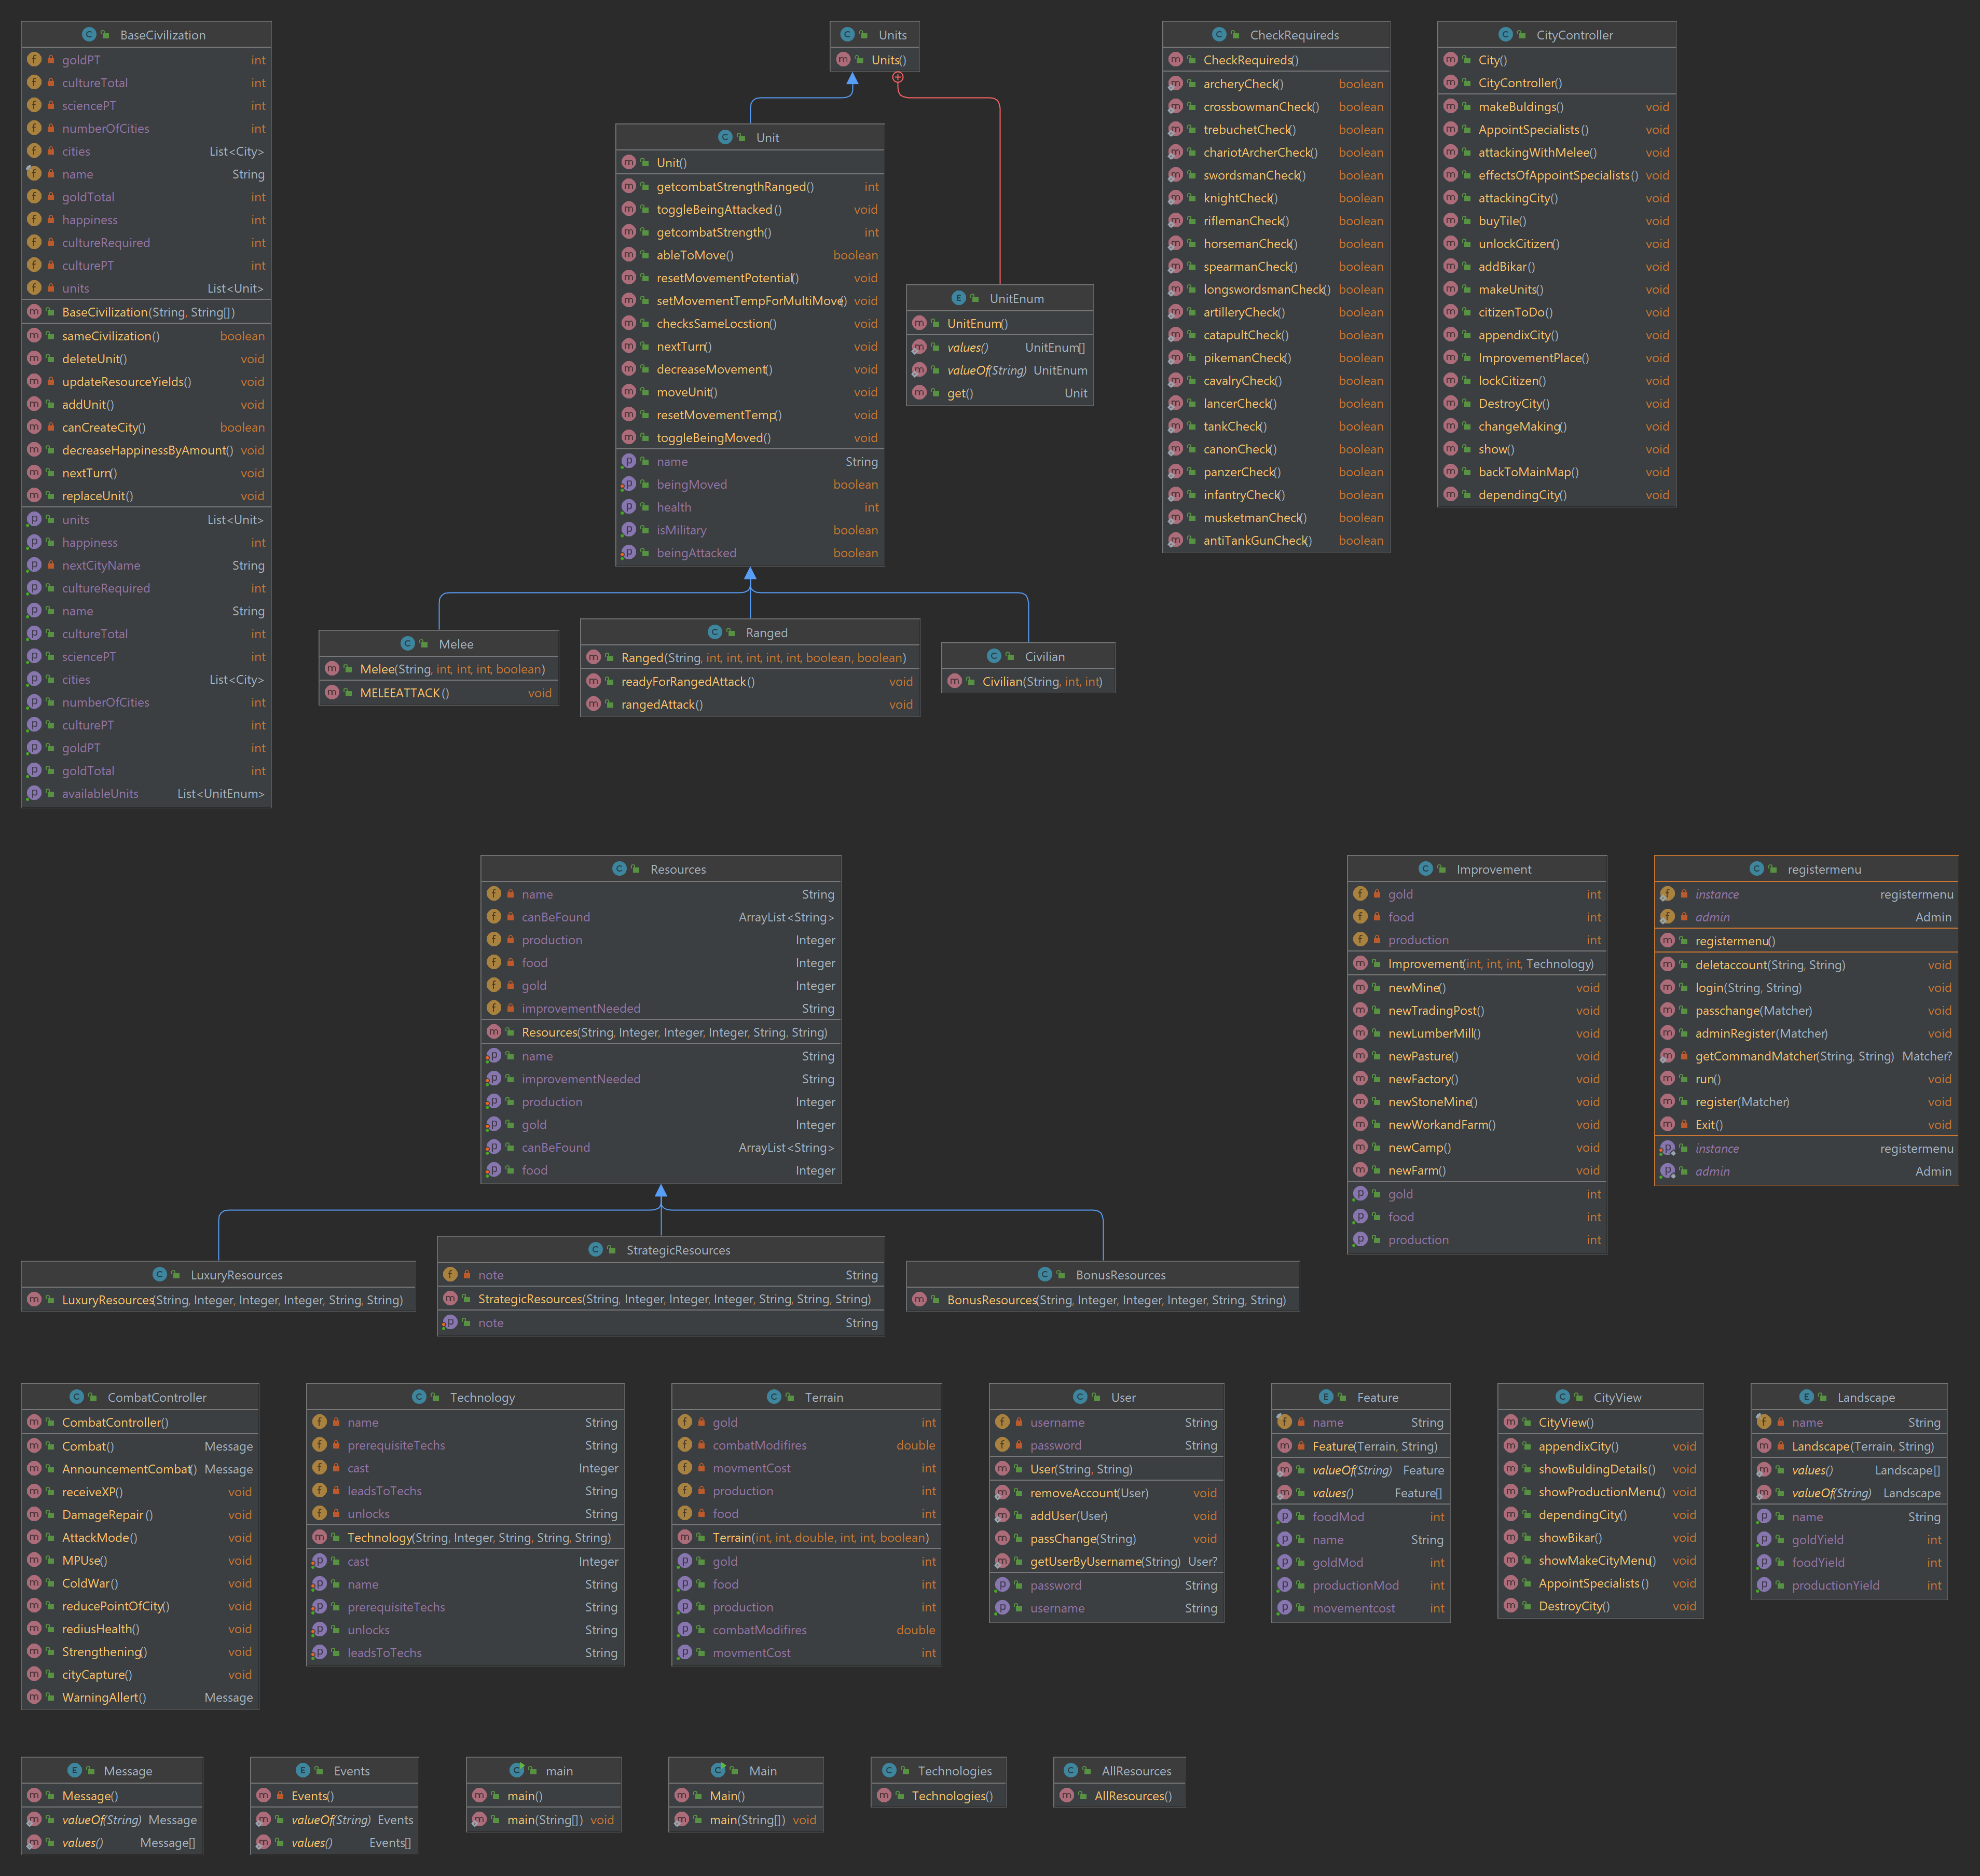 BaseCivilization
goldPT int
cultureTotal int
sciencePT int
numberOfCities int
cities List<City>
name String
goldTotal int
happiness int
cultureRequired int
culturePT int
units List<Unit>
BaseCivilization(String, String[])
sameCivilization() boolean
deleteUnit() void
updateResourceYields() void
addUnit() void
canCreateCity() boolean
decreaseHappinessByAmount() void
nextTurn() void
replaceUnit() void
units List<Unit>
happiness int
nextCityName String
cultureRequired int
name String
cultureTotal int
sciencePT int
cities List<City>
numberOfCities int
culturePT int
goldPT int
goldTotal int
availableUnits List<UnitEnum>
Units
Units()
Unit
Unit()
getcombatStrengthRanged() int
toggleBeingAttacked() void
getcombatStrength() int
ableToMove() boolean
resetMovementPotential() void
setMovementTempForMultiMove() void
checksSameLocstion() void
nextTurn() void
decreaseMovement() void
moveUnit() void
resetMovementTemp() void
toggleBeingMoved() void
name String
beingMoved boolean
health int
isMilitary boolean
beingAttacked boolean
UnitEnum
UnitEnum()
values() UnitEnum[]
valueOf(String) UnitEnum
get() Unit
Melee
Melee(String, int, int, int, boolean)
MELEEATTACK() void
Ranged
Ranged(String, int, int, int, int, int, boolean, boolean)
readyForRangedAttack() void
rangedAttack() void
Civilian
Civilian(String, int, int)
CheckRequireds
CheckRequireds()
archeryCheck() boolean
crossbowmanCheck() boolean
trebuchetCheck() boolean
chariotArcherCheck() boolean
swordsmanCheck() boolean
knightCheck() boolean
riflemanCheck() boolean
horsemanCheck() boolean
spearmanCheck() boolean
longswordsmanCheck() boolean
artilleryCheck() boolean
catapultCheck() boolean
pikemanCheck() boolean
cavalryCheck() boolean
lancerCheck() boolean
tankCheck() boolean
canonCheck() boolean
panzerCheck() boolean
infantryCheck() boolean
musketmanCheck() boolean
antiTankGunCheck() boolean
CityController
City()
CityController()
makeBuldings() void
AppointSpecialists() void
attackingWithMelee() void
effectsOfAppointSpecialists() void
attackingCity() void
buyTile() void
unlockCitizen() void
addBikar() void
makeUnits() void
citizenToDo() void
appendixCity() void
ImprovementPlace() void
lockCitizen() void
DestroyCity() void
changeMaking() void
show() void
backToMainMap() void
dependingCity() void
Resources
name String
canBeFound ArrayList<String>
production Integer
food Integer
gold Integer
improvementNeeded String
Resources(String, Integer, Integer, Integer, String, String)
name String
improvementNeeded String
production Integer
gold Integer
canBeFound ArrayList<String>
food Integer
Improvement
gold int
food int
production int
Improvement(int, int, int, Technology)
newMine() void
newTradingPost() void
newLumberMill() void
newPasture() void
newFactory() void
newStoneMine() void
newWorkandFarm() void
newCamp() void
newFarm() void
gold int
food int
production int
registermenu
instance registermenu
admin Admin
registermenu()
deletaccount(String, String) void
login(String, String) void
passchange(Matcher) void
adminRegister(Matcher) void
getCommandMatcher(String, String) Matcher?
run() void
register(Matcher) void
Exit() void
instance registermenu
admin Admin
LuxuryResources
LuxuryResources(String, Integer, Integer, Integer, String, String)
StrategicResources
note String
StrategicResources(String, Integer, Integer, Integer, String, String, String)
note String
BonusResources
BonusResources(String, Integer, Integer, Integer, String, String)
CombatController
CombatController()
Combat() Message
AnnouncementCombat() Message
receiveXP() void
DamageRepair() void
AttackMode() void
MPUse() void
ColdWar() void
reducePointOfCity() void
rediusHealth() void
Strengthening() void
cityCapture() void
WarningAllert() Message
Technology
name String
prerequisiteTechs String
cast Integer
leadsToTechs String
unlocks String
Technology(String, Integer, String, String, String)
cast Integer
name String
prerequisiteTechs String
unlocks String
leadsToTechs String
Terrain
gold int
combatModifires double
movmentCost int
production int
food int
Terrain(int, int, double, int, int, boolean)
gold int
food int
production int
combatModifires double
movmentCost int
User
username String
password String
User(String, String)
removeAccount(User) void
addUser(User) void
passChange(String) void
getUserByUsername(String) User?
password String
username String
Feature
name String
Feature(Terrain, String)
valueOf(String) Feature
values() Feature[]
foodMod int
name String
goldMod int
productionMod int
movementcost int
CityView
CityView()
appendixCity() void
showBuldingDetails() void
showProductionMenu() void
dependingCity() void
showBikar() void
showMakeCityMenu() void
AppointSpecialists() void
DestroyCity() void
Landscape
name String
Landscape(Terrain, String)
values() Landscape[]
valueOf(String) Landscape
name String
goldYield int
foodYield int
productionYield int
Message
Message()
valueOf(String) Message
values() Message[]
Events
Events()
valueOf(String) Events
values() Events[]
main
main()
main(String[]) void
Main
Main()
main(String[]) void
Technologies
Technologies()
AllResources
AllResources()